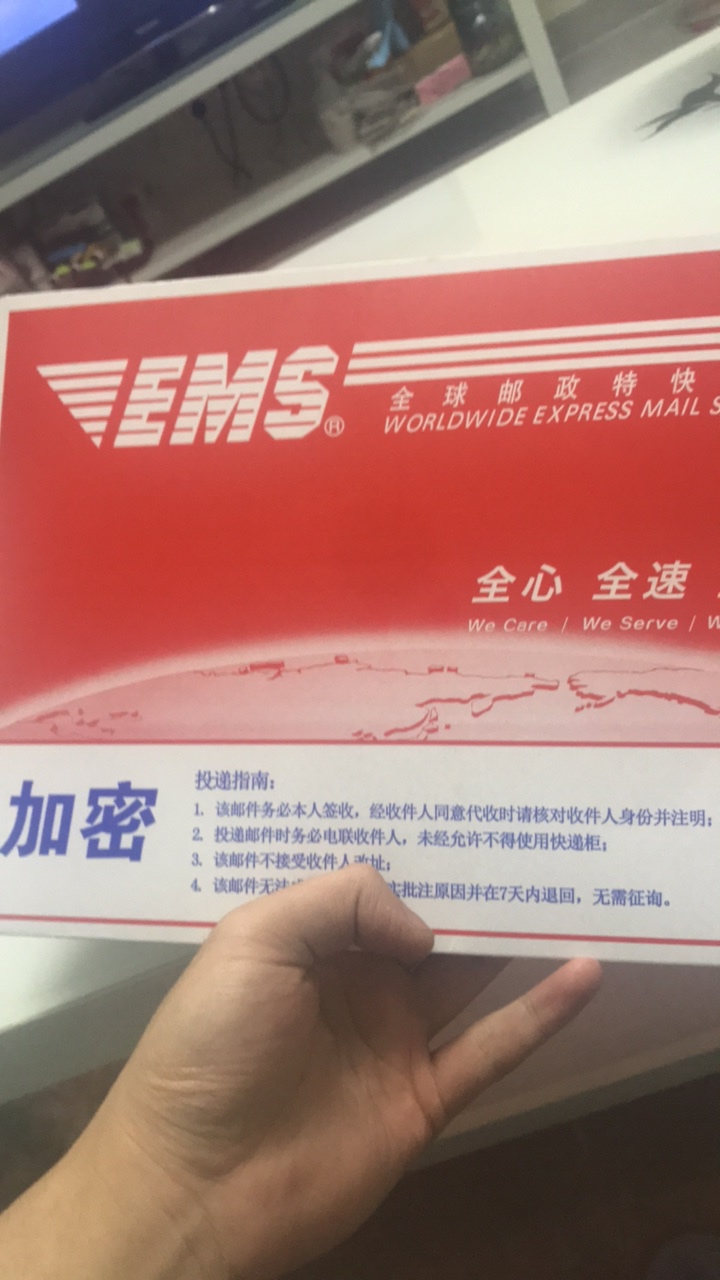 EMS®
全球邮政特快
WORLDWIDE EXPRESS MAIL S
全心 全速
We Care / We Serve / W
加密
投递指南：
1. 该邮件务必本人签收，经收件人同意代收时请核对收件人身份并注明；
2. 投递邮件时务必电联收件人，未经允许不得使用快递柜；
3. 该邮件不接受收件人改址；
4. 该邮件无法 批注原因并在7天内退回，无需征询。